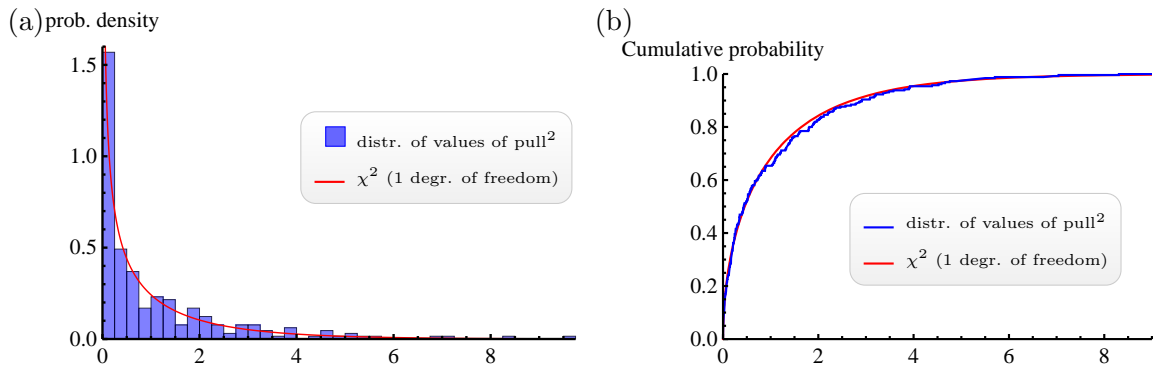 (a) prob. density
1.5
1.0
0.5
0.0
0 2 4 6 8
distr. of values of pull²
χ² (1 degr. of freedom)
(b)
Cumulative probability
1.0
0.8
0.6
0.4
0.2
0.0
0 2 4 6 8
distr. of values of pull²
χ² (1 degr. of freedom)